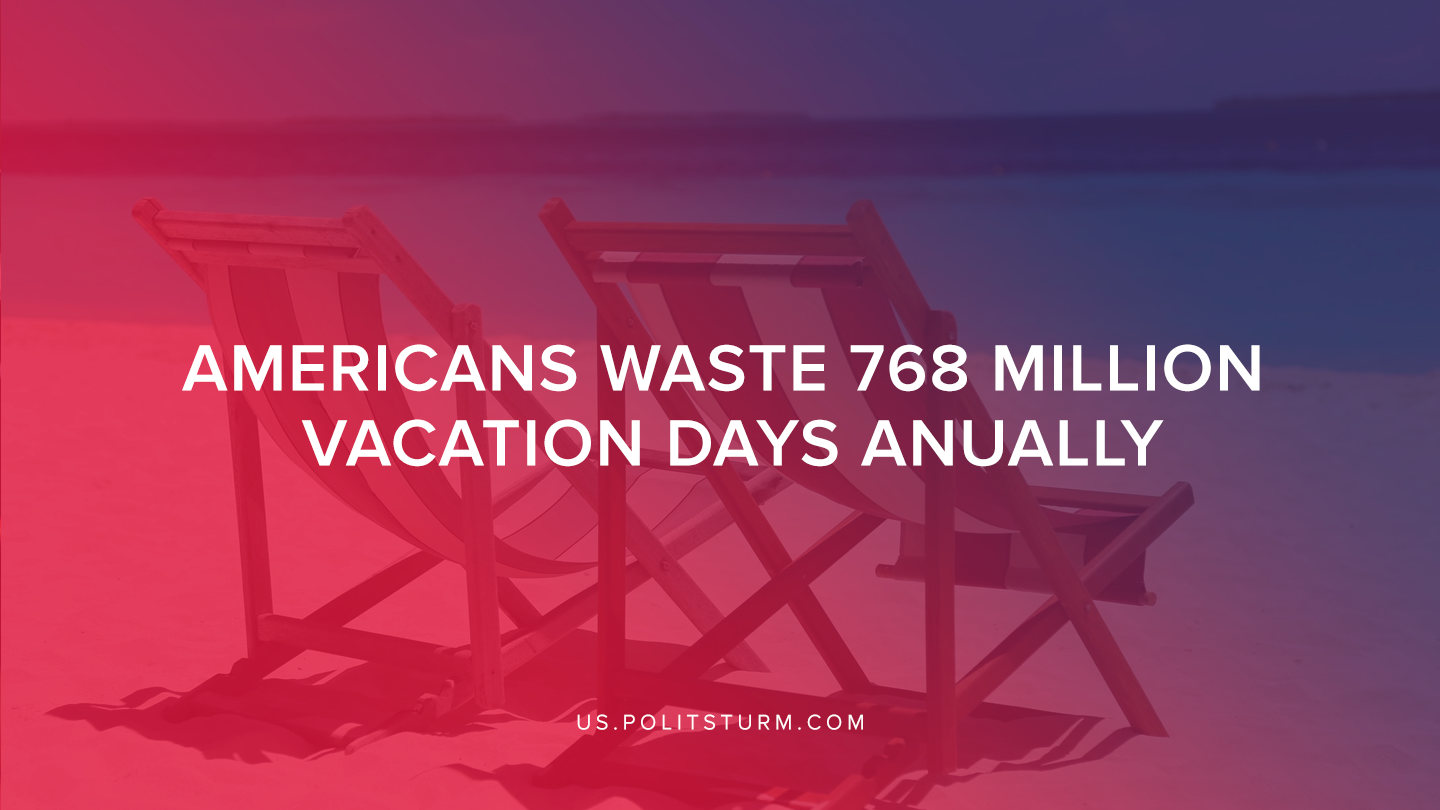 AMERICANS WASTE 768 MILLION
VACATION DAYS ANUALLY
US.POLITSTURM.COM